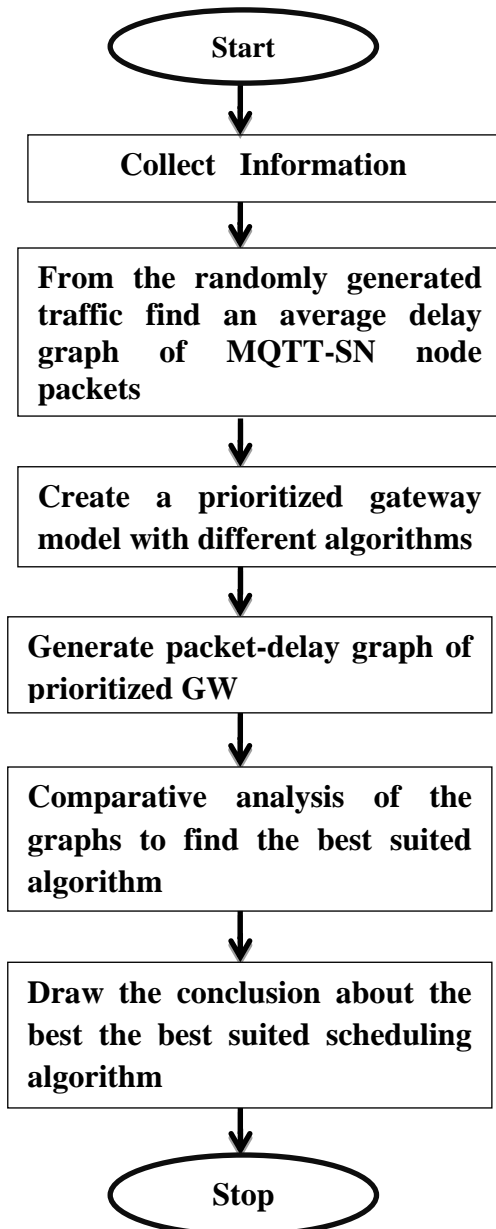 Start
Collect Information
From the randomly generated
traffic find an average delay
graph of MQTT-SN node
packets
Create a prioritized gateway
model with different algorithms
Generate packet-delay graph of
prioritized GW
Comparative analysis of the
graphs to find the best suited
algorithm
Draw the conclusion about the
best the best suited scheduling
algorithm
Stop